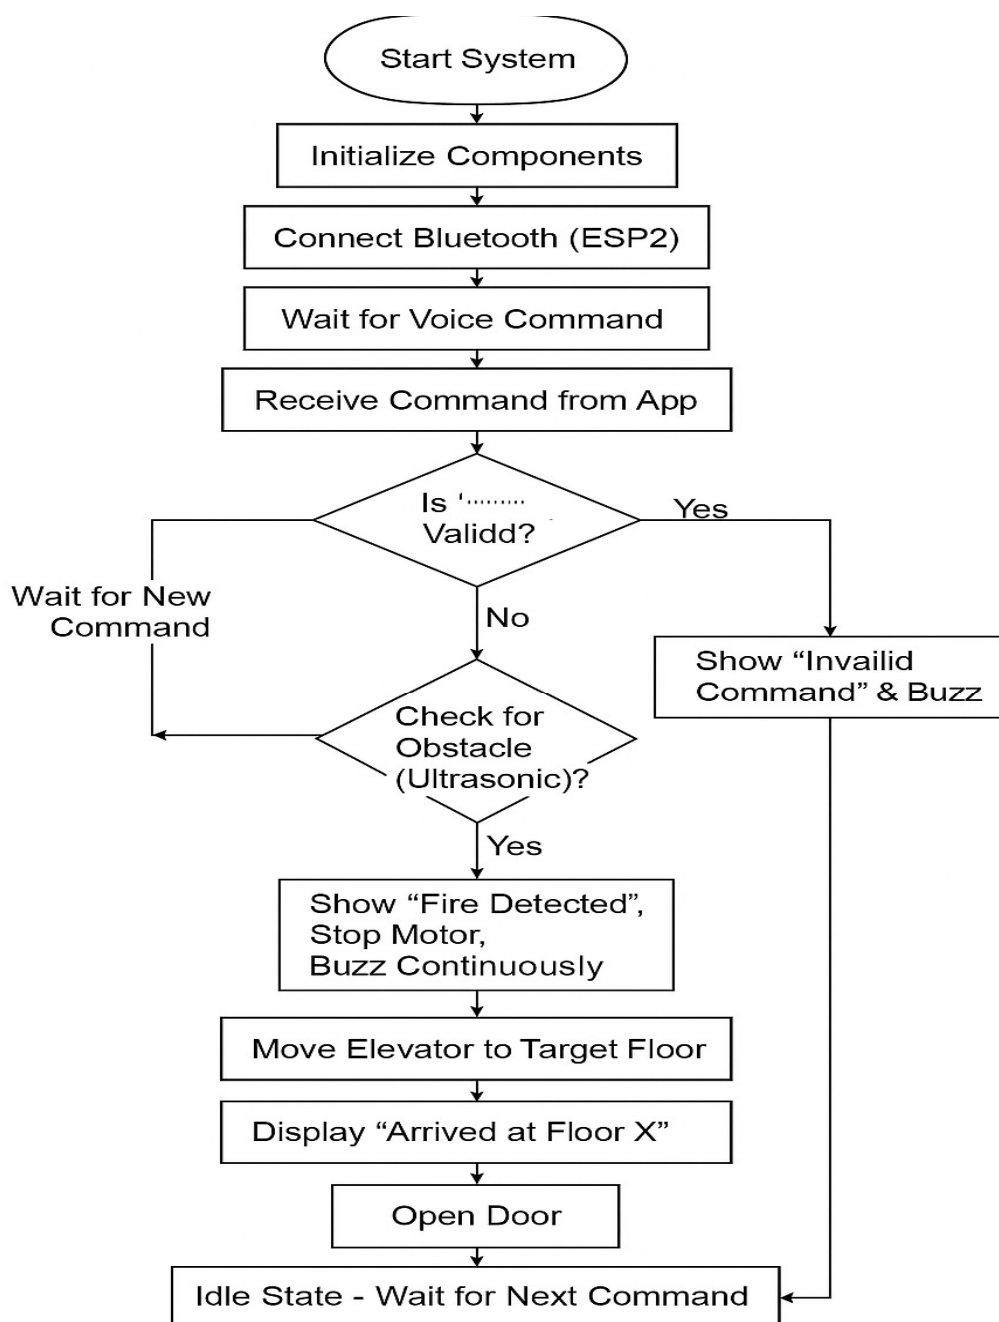 Start System
Initialize Components
Connect Bluetooth (ESP2)
Wait for Voice Command
Receive Command from App
Is
Validd?
Yes
Wait for New
Command
No
Show “Invailid
Command” & Buzz
Check for
Obstacle
(Ultrasonic)?
Yes
Show “Fire Detected”,
Stop Motor,
Buzz Continuously
Move Elevator to Target Floor
Display “Arrived at Floor X”
Open Door
Idle State - Wait for Next Command